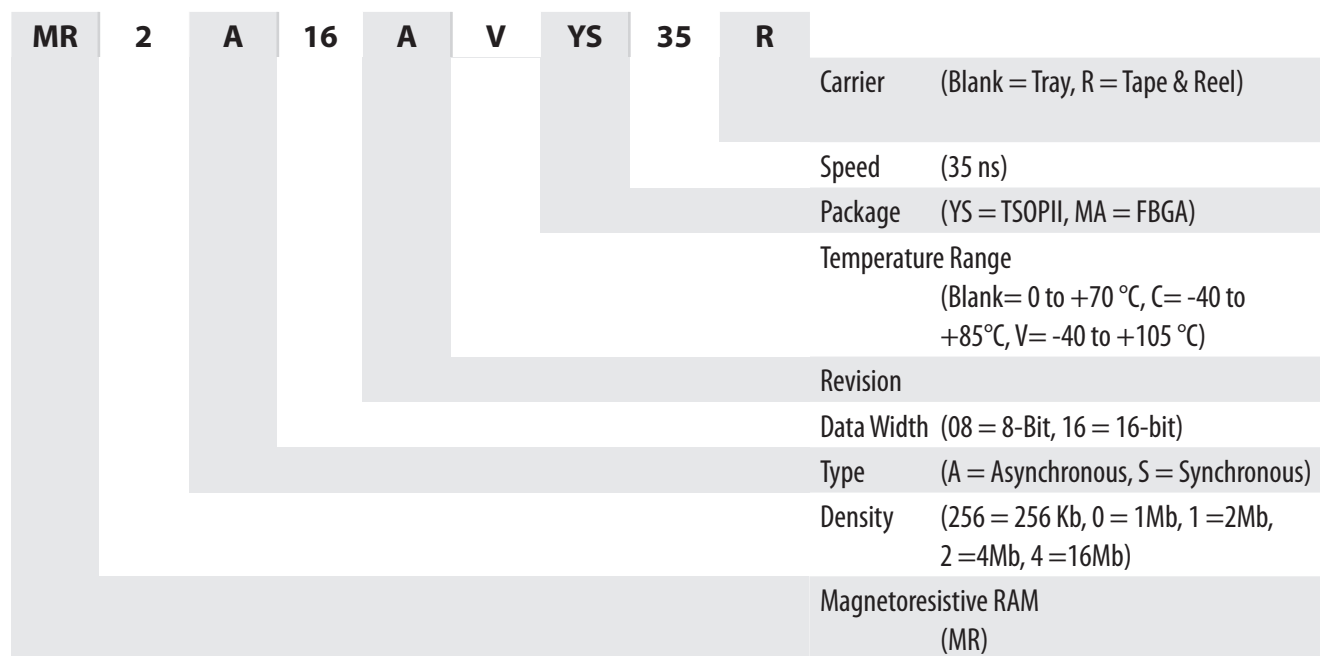 MR 2 A 16 A V YS 35 R
Carrier (Blank = Tray, R = Tape & Reel)
Speed (35 ns)
Package (YS = TSOPII, MA = FBGA)
Temperature Range
(Blank= 0 to +70 °C, C= -40 to
+85°C, V= -40 to +105 °C)
Revision
Data Width (08 = 8-Bit, 16 = 16-bit)
Type (A = Asynchronous, S = Synchronous)
Density (256 = 256 Kb, 0 = 1Mb, 1 =2Mb,
2 =4Mb, 4 =16Mb)
Magnetoresistive RAM
(MR)